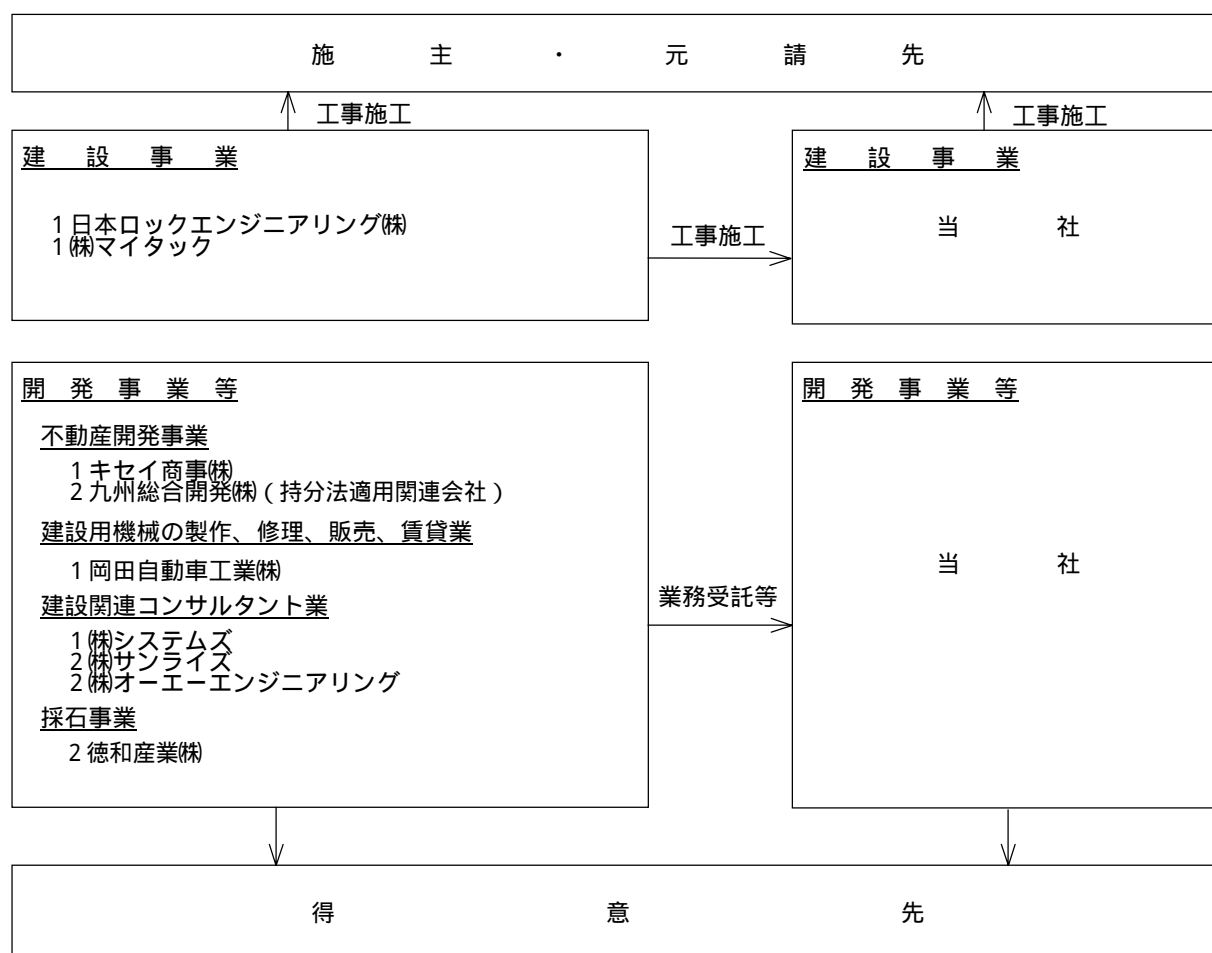 施主・元請先
工事施工
工事施工
建設事業
1 日本ロックエンジニアリング㈱
1 ㈱マイタック
工事施工
建設事業
当社
開発事業等
不動産開発事業
1 キセイ商事㈱
2 九州総合開発㈱（持分法適用関連会社）
建設用機械の製作、修理、販売、賃貸業
1 岡田自動車工業㈱
建設関連コンサルタント業
1 ㈱システムズ
2 ㈱サンライズ
2 ㈱オーエーエンジニアリング
採石事業
2 徳和産業㈱
業務受託等
開発事業等
当社
得意先